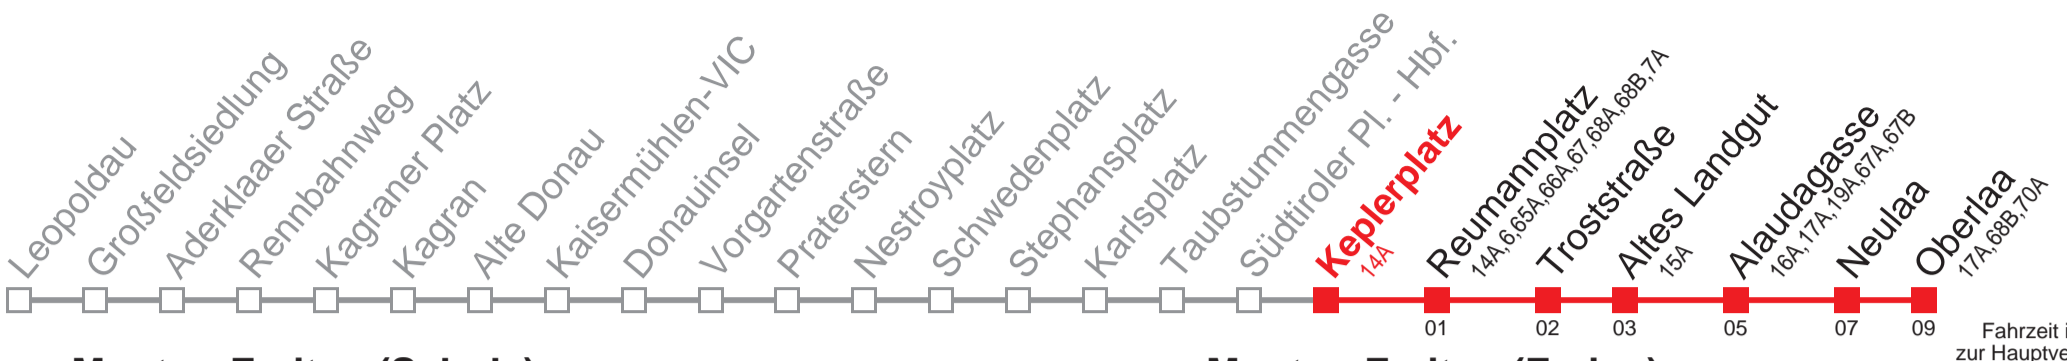 Leopoldau
Großfeldsiedlung
Aderklaaer Straße
Rennbahnweg
Kagraner Platz
Kagran
Alte Donau
Kaisermühlen-VIC
Donauinsel
Vorgartenstraße
Praterstern
Nestroyplatz
Schwedenplatz
Stephansplatz
Karlsplatz
Taubstummengasse
Südtiroler Pl. - Hbf.
Keplerplatz
14A
Reumannplatz
14A,6,65A,66A,67,68A,68B,7A
Troststraße
Altes Landgut
15A
Alaudagasse
16A,17A,19A,67A,67B
Neulaa
Oberlaa
17A,68B,70A
01 02 03 05 07 09
Fahrzeit i
zur Hauptve